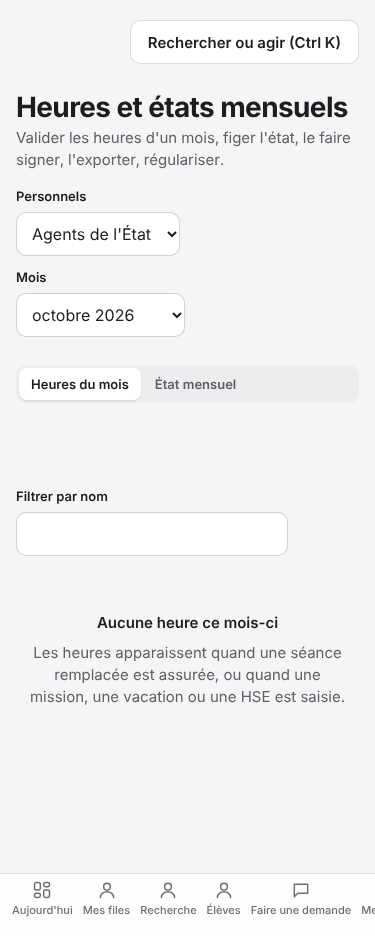 Rechercher ou agir (Ctrl K)
Heures et états mensuels
Valider les heures d'un mois, figer l'état, le faire
signer, l'exporter, régulariser.
Personnels
Agents de l'État
Mois
octobre 2026
Heures du mois
État mensuel
Filtrer par nom
Aucune heure ce mois-ci
Les heures apparaissent quand une séance
remplacée est assurée, ou quand une
mission, une vacation ou une HSE est saisie.
Aujourd'hui
Mes files
Recherche
Élèves
Faire une demande